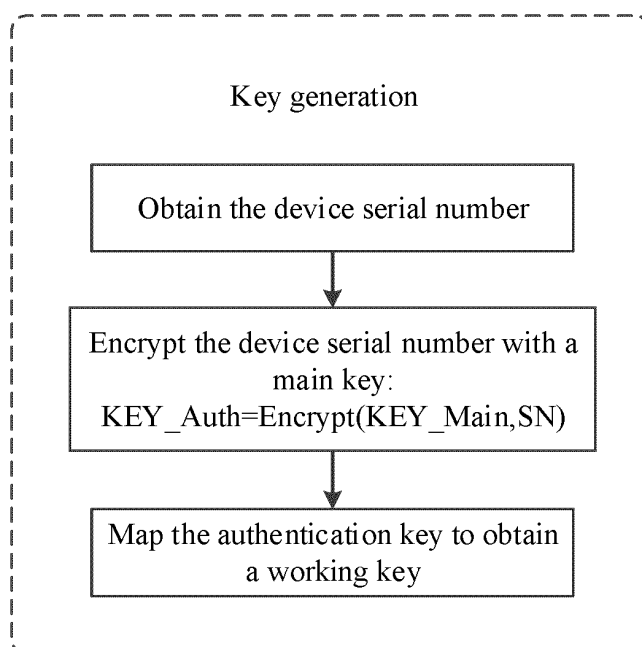 Key generation
Obtain the device serial number
Encrypt the device serial number with a
main key:
KEY_Auth=Encrypt(KEY_Main,SN)
Map the authentication key to obtain
a working key